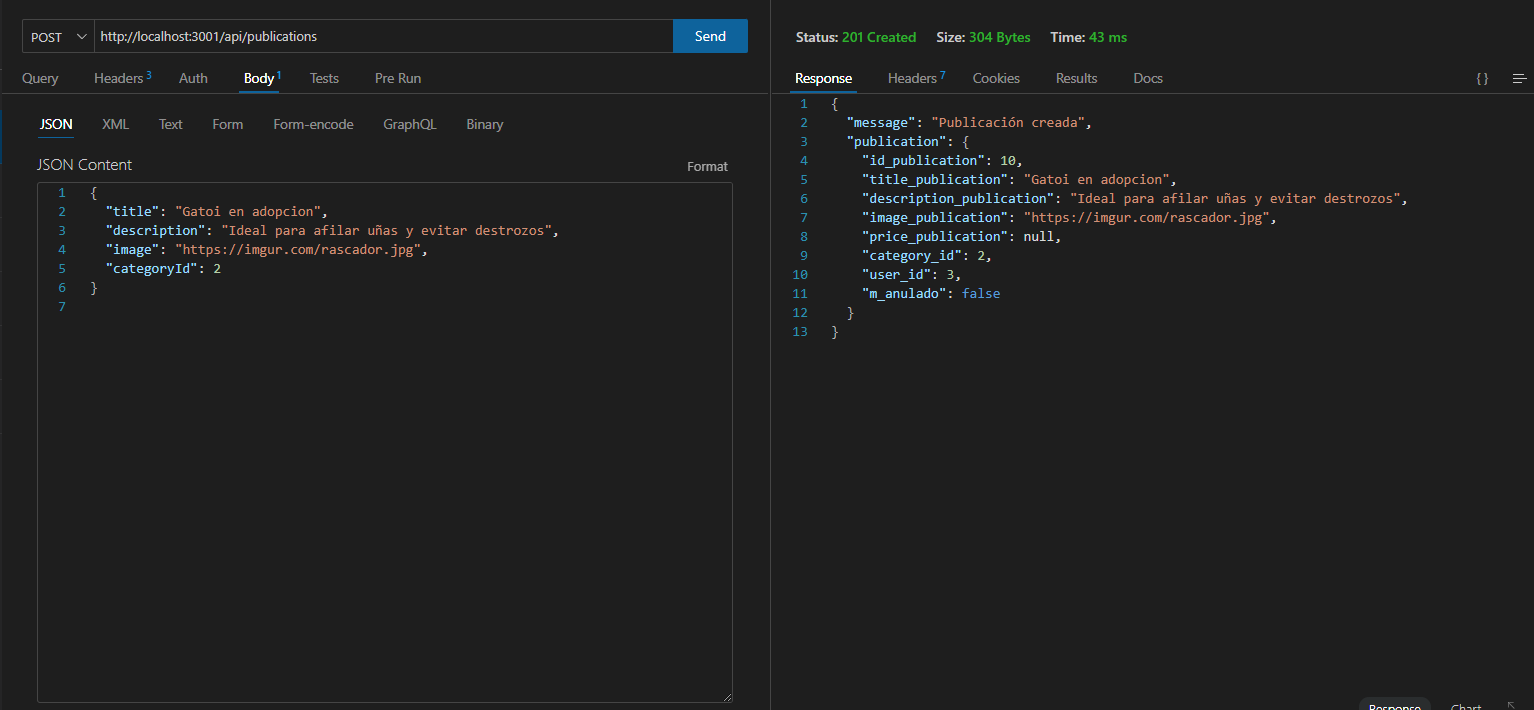 POST http://localhost:3001/api/publications Send
Query Headers 3 Auth Body 1 Tests Pre Run
JSON XML Text Form Form-encode GraphQL Binary
JSON Content Format
1 {
2 "title": "Gatoi en adopcion",
3 "description": "Ideal para afilar uñas y evitar destrozos",
4 "image": "https://imgur.com/rascador.jpg",
5 "categoryId": 2
6 }
7
Status: 201 Created Size: 304 Bytes Time: 43 ms
Response Headers 7 Cookies Results Docs { }
1 {
2 "message": "Publicación creada",
3 "publication": {
4 "id_publication": 10,
5 "title_publication": "Gatoi en adopcion",
6 "description_publication": "Ideal para afilar uñas y evitar destrozos",
7 "image_publication": "https://imgur.com/rascador.jpg",
8 "price_publication": null,
9 "category_id": 2,
10 "user_id": 3,
11 "m_anulado": false
12 }
13 }
Response Chart